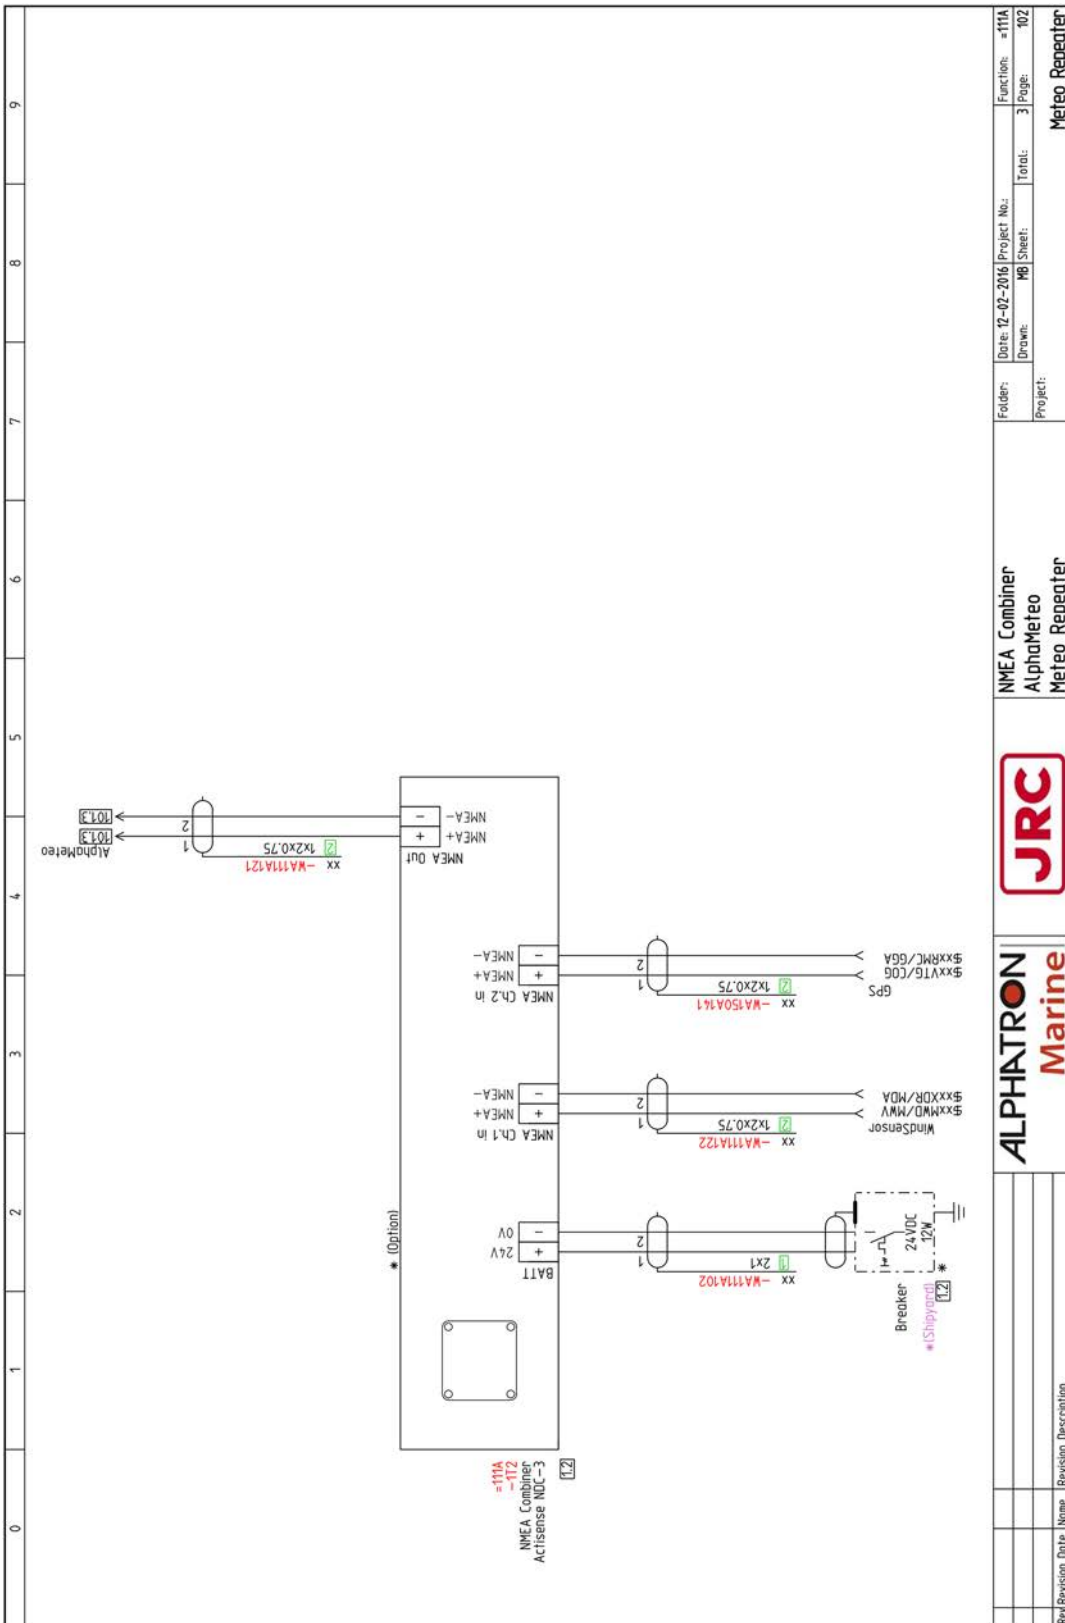 0
1
2
3
4
5
6
7
8
9
=111A
-1T2
NMEA Combiner
Actisense NDC-3
1.2
* (Option)
BATT
24V
0V
+
-
NMEA Ch.1 in
NMEA+
NMEA-
+
-
NMEA Ch.2 in
NMEA+
NMEA-
+
-
NMEA Out
NMEA+
NMEA-
+
-
xx
-WA111A121
1x2x0.75
2
1
2
AlphaMeteo
101.3
101.3
xx
-WA111A102
2x1
1
1
2
Breaker
*(Shipyard)
1.2
*
24VDC
12W
xx
-WA111A122
1x2x0.75
2
1
2
WindSensor
$xxMWD/MWV
$xxXDR/MDA
xx
-WA150A141
1x2x0.75
2
1
2
GPS
$xxVTG/COG
$xxRMC/GGA
Rev.
Revision Date
Name
Revision Description
ALPHATRON
Marine
JRC
NMEA Combiner
AlphaMeteo
Meteo Repeater
Folder:
Date: 12-02-2016
Project No.:
Function: =111A
Drawn: MB
Sheet:
Total: 3
Page: 102
Project:
Meteo Repeater